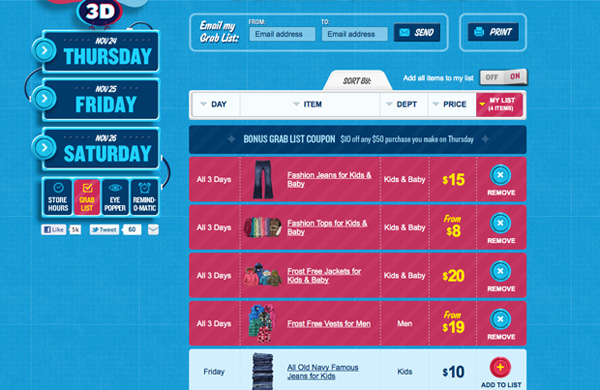 3D
NOV 24
THURSDAY
NOV 25
FRIDAY
NOV 26
SATURDAY
STORE HOURS
GRAB LIST
EYE POPPER
REMIND-O-MATIC
Like 5k
Tweet 60
Email my
Grab List:
FROM:
Email address
TO:
Email address
SEND
PRINT
SORT BY:
Add all items to my list
OFF ON
DAY ITEM DEPT PRICE MY LIST
(4 ITEMS)
BONUS GRAB LIST COUPON $10 off any $50 purchase you make on Thursday
All 3 Days
Fashion Jeans for Kids &
Baby
Kids & Baby
$15
REMOVE
All 3 Days
Fashion Tops for Kids &
Baby
Kids & Baby
From
$8
REMOVE
All 3 Days
Frost Free Jackets for
Kids & Baby
Kids & Baby
$20
REMOVE
All 3 Days
Frost Free Vests for Men
Men
From
$19
REMOVE
Friday
All Old Navy Famous
Jeans for Kids
Kids
$10
ADD TO LIST